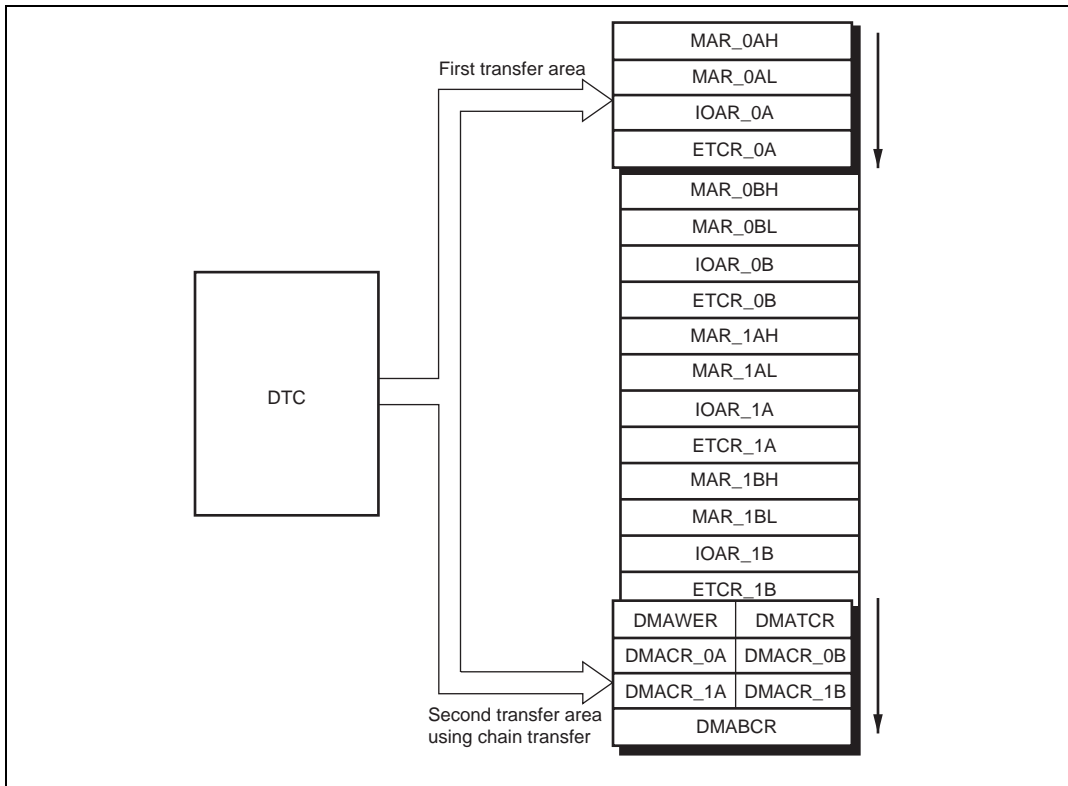 MAR_0AH
First transfer area
MAR_0AL
IOAR_0A
ETCR_0A
MAR_0BH
MAR_0BL
IOAR_0B
ETCR_0B
MAR_1AH
MAR_1AL
DTC
IOAR_1A
ETCR_1A
MAR_1BH
MAR_1BL
IOAR_1B
ETCR_1B
DMAWER DMATCR
DMACR_0A DMACR_0B
DMACR_1A DMACR_1B
Second transfer area
using chain transfer
DMABCR